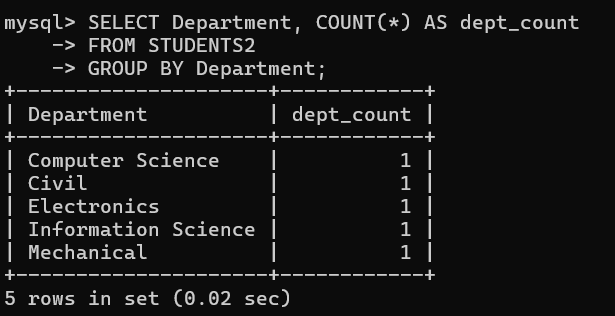 mysql> SELECT Department, COUNT(*) AS dept_count
    -> FROM STUDENTS2
    -> GROUP BY Department;
+---------------------+------------+
| Department          | dept_count |
+---------------------+------------+
| Computer Science    |          1 |
| Civil               |          1 |
| Electronics         |          1 |
| Information Science |          1 |
| Mechanical          |          1 |
+---------------------+------------+
5 rows in set (0.02 sec)